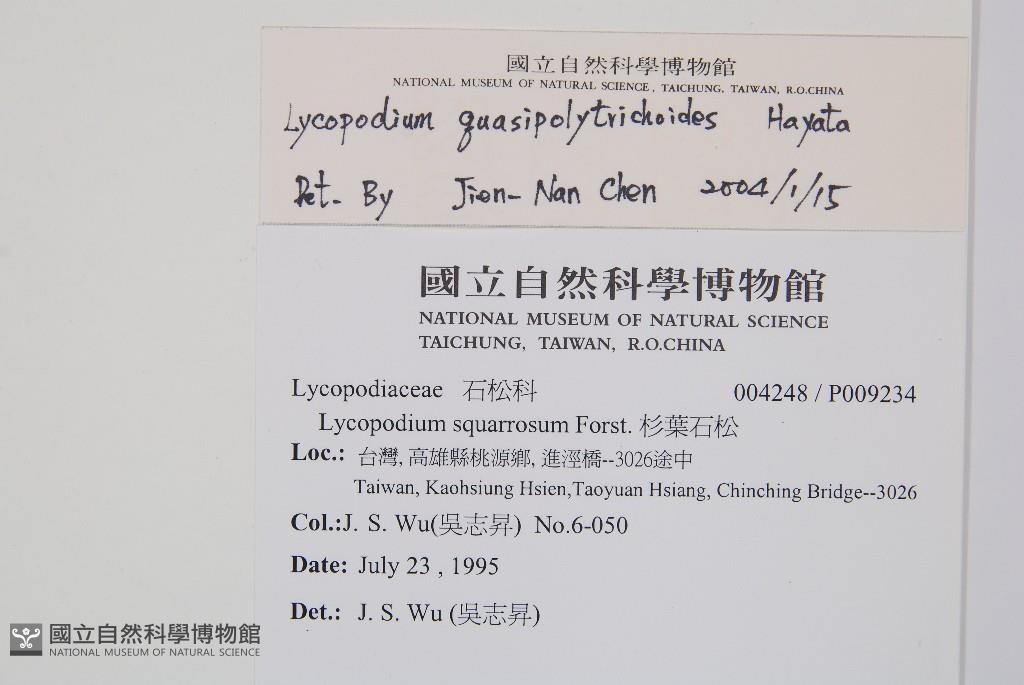 國立自然科學博物館
NATIONAL MUSEUM OF NATURAL SCIENCE, TAICHUNG, TAIWAN, R.O.CHINA
Lycopodium quasipolytrichoides Hayata
Det. By Jien-Nan Chen 2004/1/15
國立自然科學博物館
NATIONAL MUSEUM OF NATURAL SCIENCE
TAICHUNG, TAIWAN, R.O.CHINA
Lycopodiaceae 石松科 004248 / P009234
Lycopodium squarrosum Forst. 杉葉石松
Loc.: 台灣, 高雄縣桃源鄉, 進涇橋--3026途中
Taiwan, Kaohsiung Hsien,Taoyuan Hsiang, Chinching Bridge--3026
Col.:J. S. Wu(吳志昇) No.6-050
Date: July 23 , 1995
Det.: J. S. Wu (吳志昇)
國立自然科學博物館
NATIONAL MUSEUM OF NATURAL SCIENCE